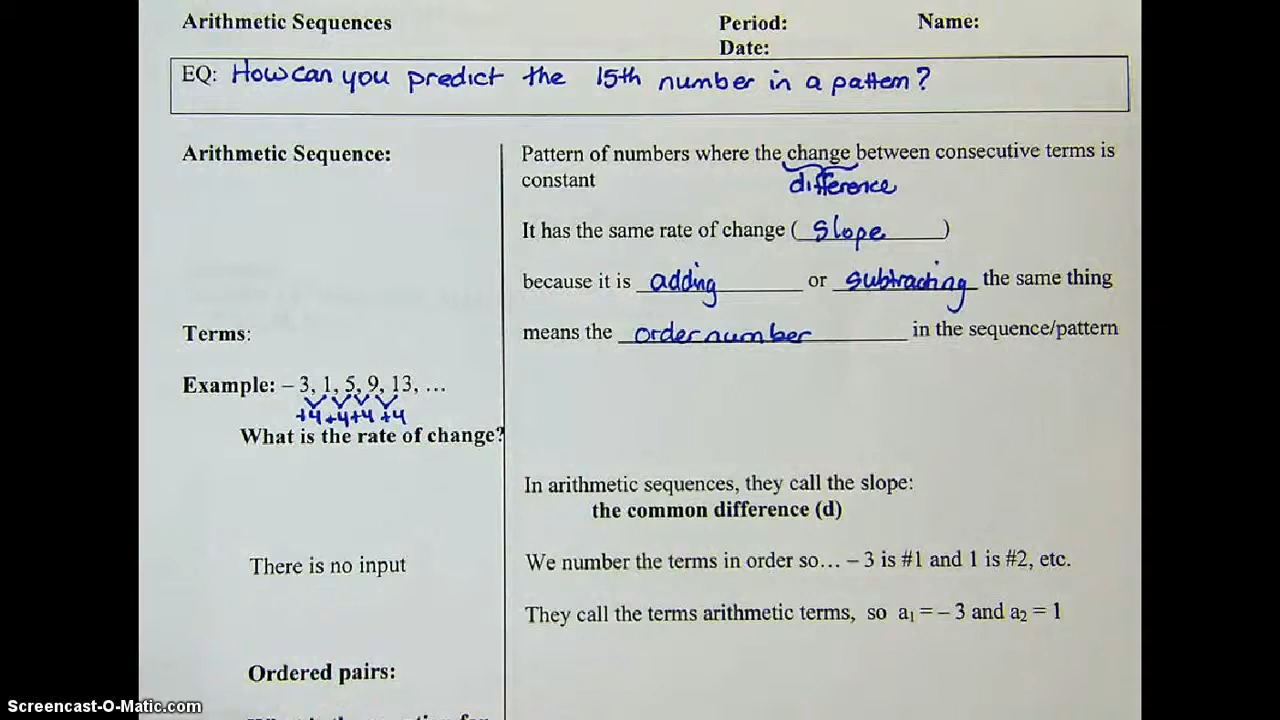 Arithmetic Sequences Period: Name:
Date:
EQ: How can you predict the 15th number in a pattern?
Arithmetic Sequence: Pattern of numbers where the change between consecutive terms is
constant difference
It has the same rate of change (slope)
because it is adding or subtracting the same thing
Terms: means the order number in the sequence/pattern
Example: – 3, 1, 5, 9, 13, …
+4 +4 +4 +4
What is the rate of change?
In arithmetic sequences, they call the slope:
the common difference (d)
There is no input We number the terms in order so… – 3 is #1 and 1 is #2, etc.
They call the terms arithmetic terms, so a₁ = – 3 and a₂ = 1
Ordered pairs:
Screencast-O-Matic.com